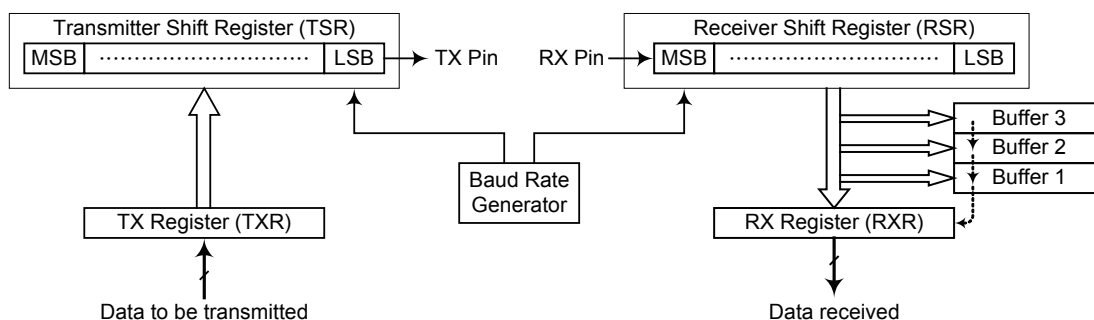 Transmitter Shift Register (TSR)
MSB LSB
TX Pin
Receiver Shift Register (RSR)
RX Pin
MSB LSB
Buffer 3
Buffer 2
Buffer 1
Baud Rate
Generator
TX Register (TXR)
RX Register (RXR)
Data to be transmitted
Data received